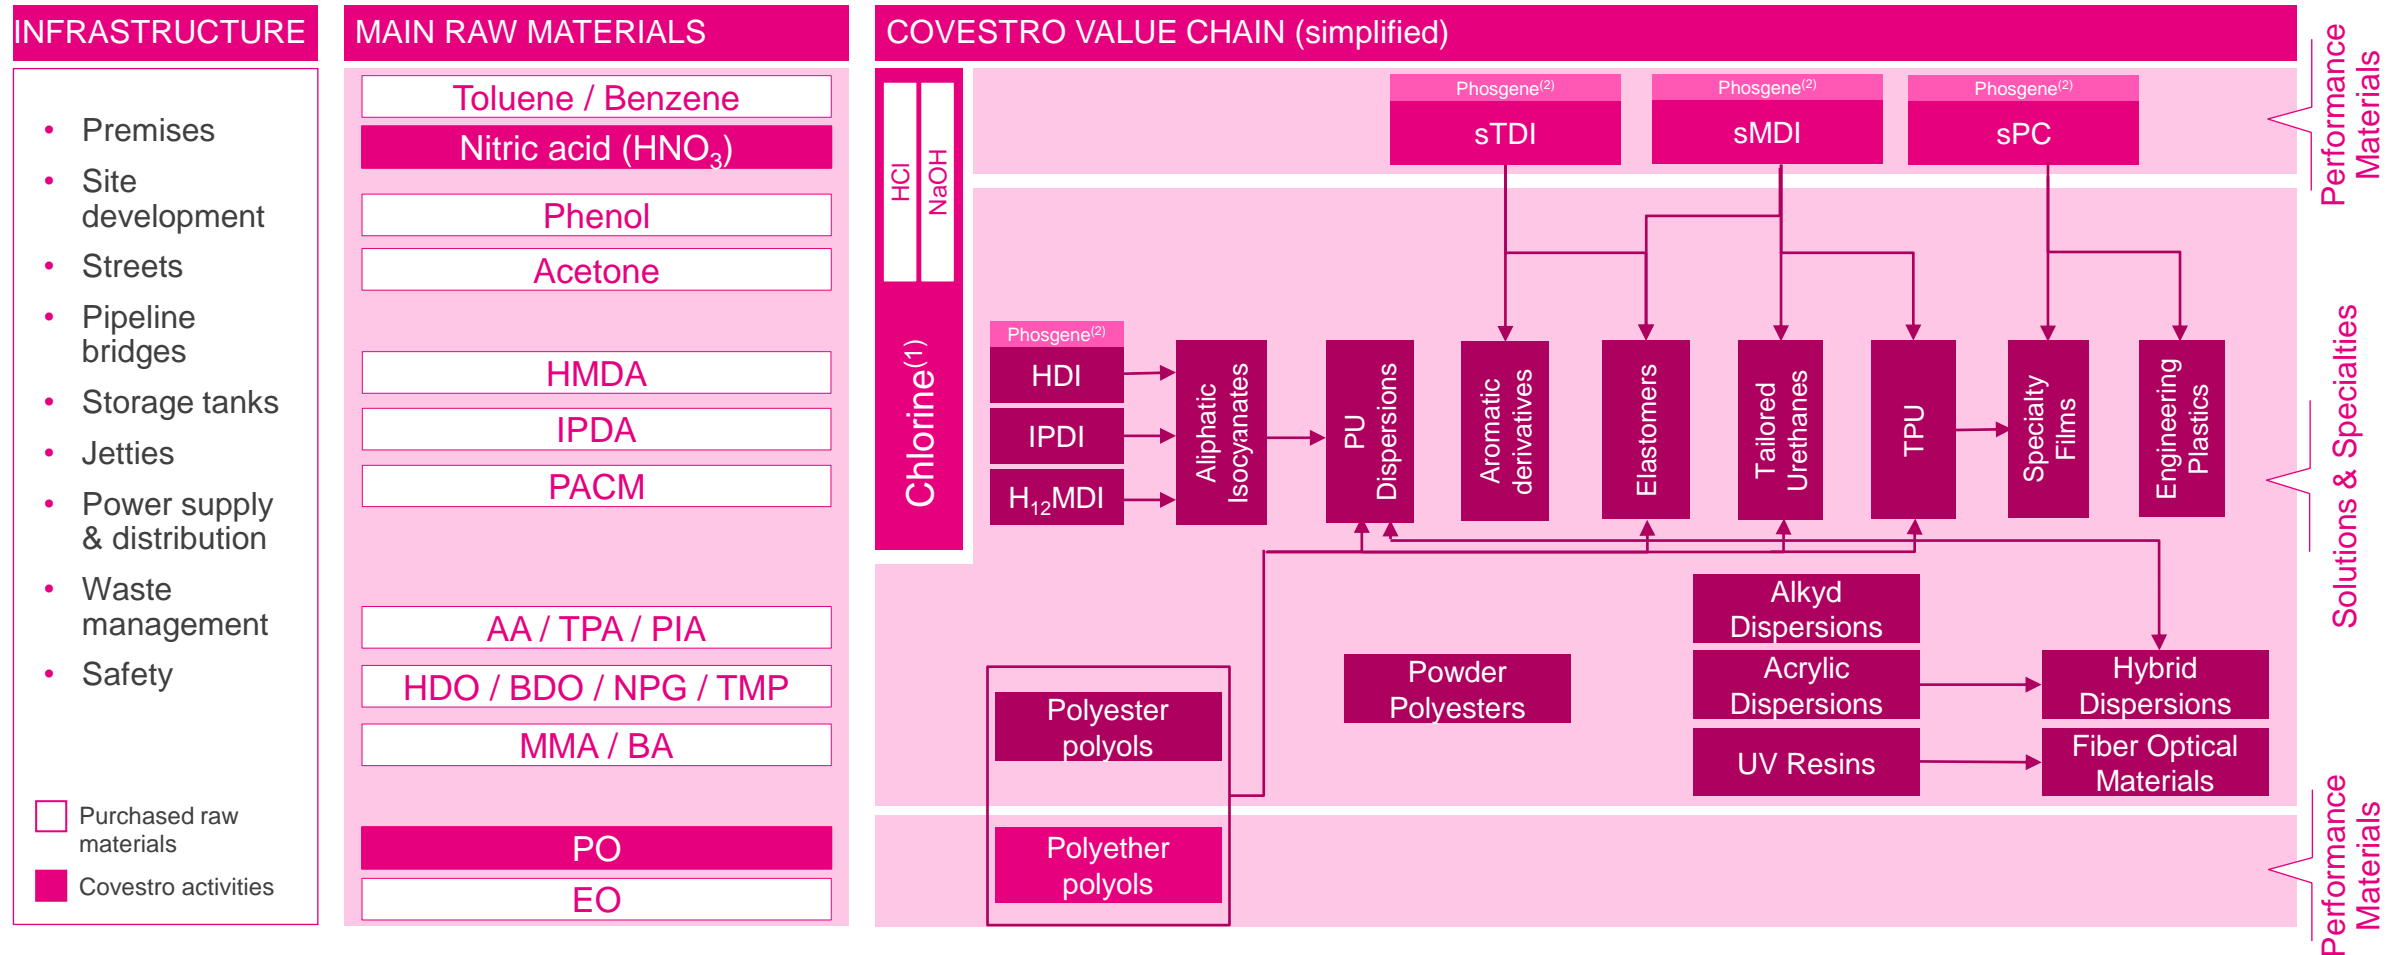 INFRASTRUCTURE
Premises
Site
development
Streets
Pipeline
bridges
Storage tanks
Jetties
Power supply
& distribution
Waste
management
Safety
Purchased raw
materials
Covestro activities
MAIN RAW MATERIALS
Toluene / Benzene
Nitric acid (HNO₃)
Phenol
Acetone
HMDA
IPDA
PACM
AA / TPA / PIA
HDO / BDO / NPG / TMP
MMA / BA
PO
EO
COVESTRO VALUE CHAIN (simplified)
HCl
NaOH
Chlorine⁽¹⁾
Phosgene⁽²⁾
sTDI
Phosgene⁽²⁾
sMDI
Phosgene⁽²⁾
sPC
Phosgene⁽²⁾
HDI
IPDI
H₁₂MDI
Aliphatic
Isocyanates
PU
Dispersions
Aromatic
derivatives
Elastomers
Tailored
Urethanes
TPU
Specialty
Films
Engineering
Plastics
Alkyd
Dispersions
Acrylic
Dispersions
UV Resins
Hybrid
Dispersions
Fiber Optical
Materials
Powder
Polyesters
Polyester
polyols
Polyether
polyols
Performance
Materials
Solutions & Specialties
Performance
Materials